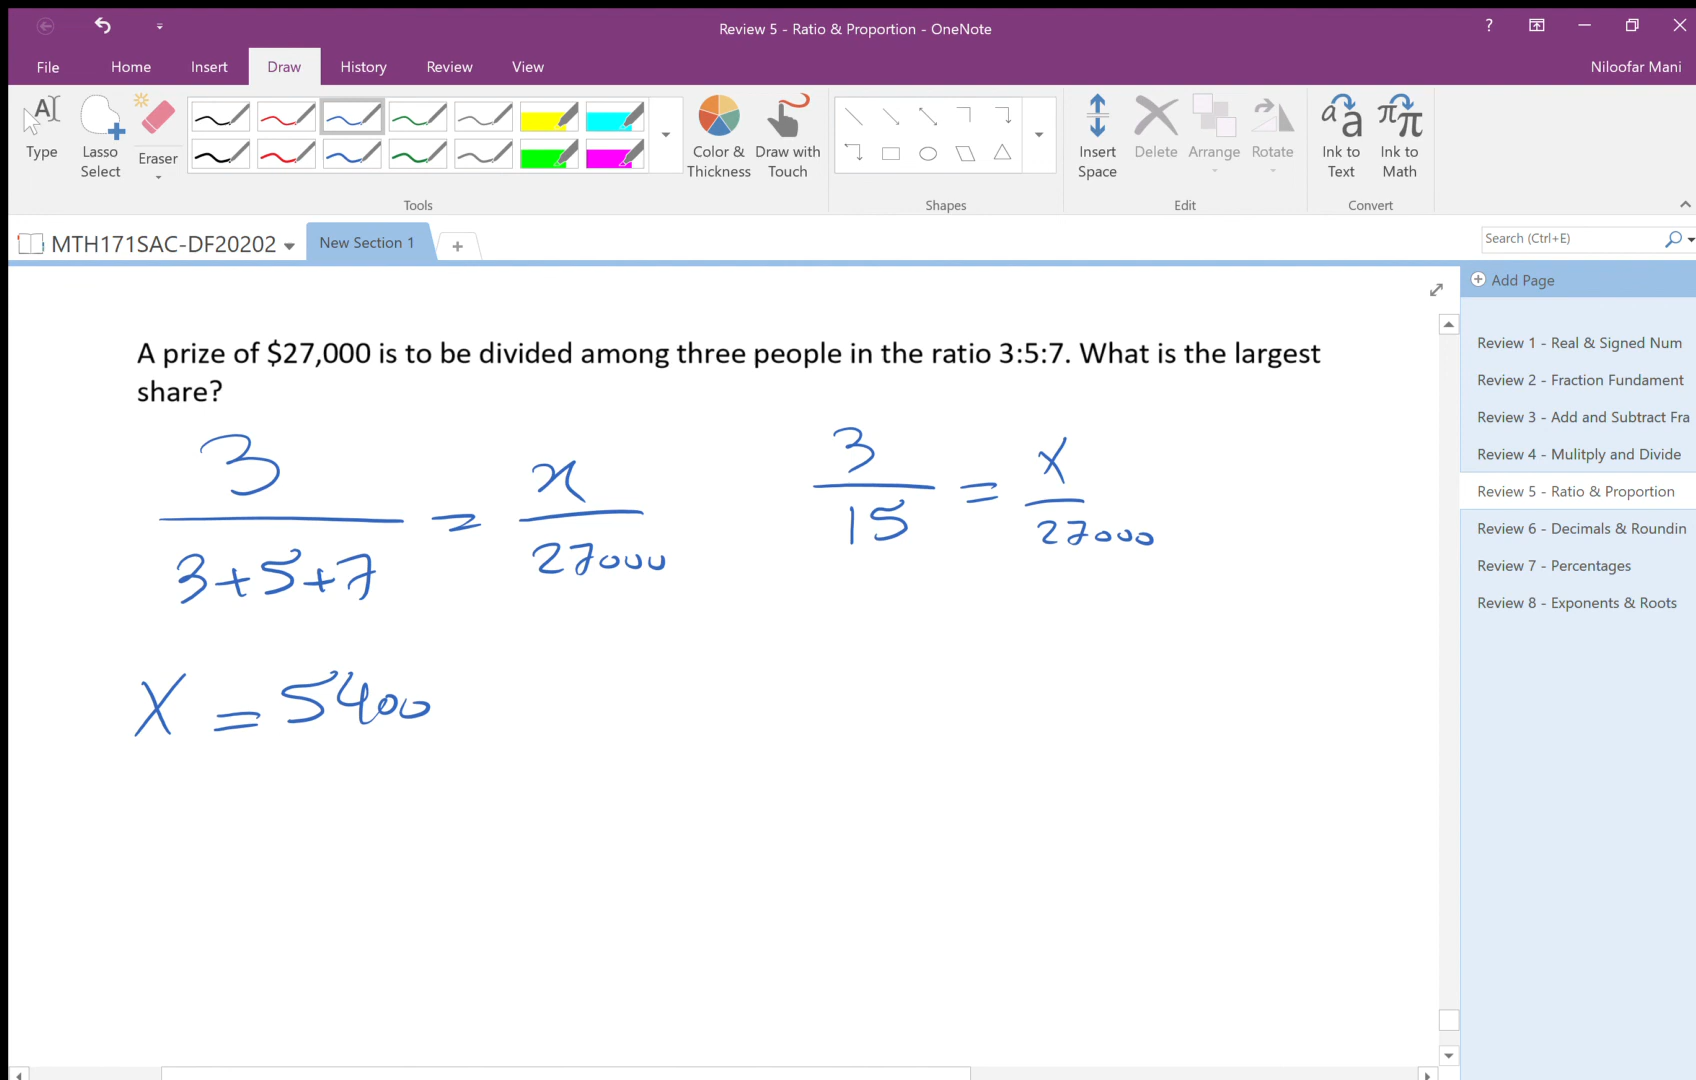 Review 5 - Ratio & Proportion - OneNote
?
File Home Insert Draw History Review View Niloofar Mani
Type
Lasso Select
Eraser
Color & Thickness
Draw with Touch
Insert Space
Delete
Arrange
Rotate
Ink to Text
Ink to Math
Tools Shapes Edit Convert
MTH171SAC-DF20202 New Section 1 +
Search (Ctrl+E)
Add Page
Review 1 - Real & Signed Num
Review 2 - Fraction Fundament
Review 3 - Add and Subtract Fra
Review 4 - Mulitply and Divide
Review 5 - Ratio & Proportion
Review 6 - Decimals & Roundin
Review 7 - Percentages
Review 8 - Exponents & Roots
A prize of $27,000 is to be divided among three people in the ratio 3:5:7. What is the largest
share?
3 / 3+5+7 = x / 27000
3 / 15 = x / 27000
X = 5400